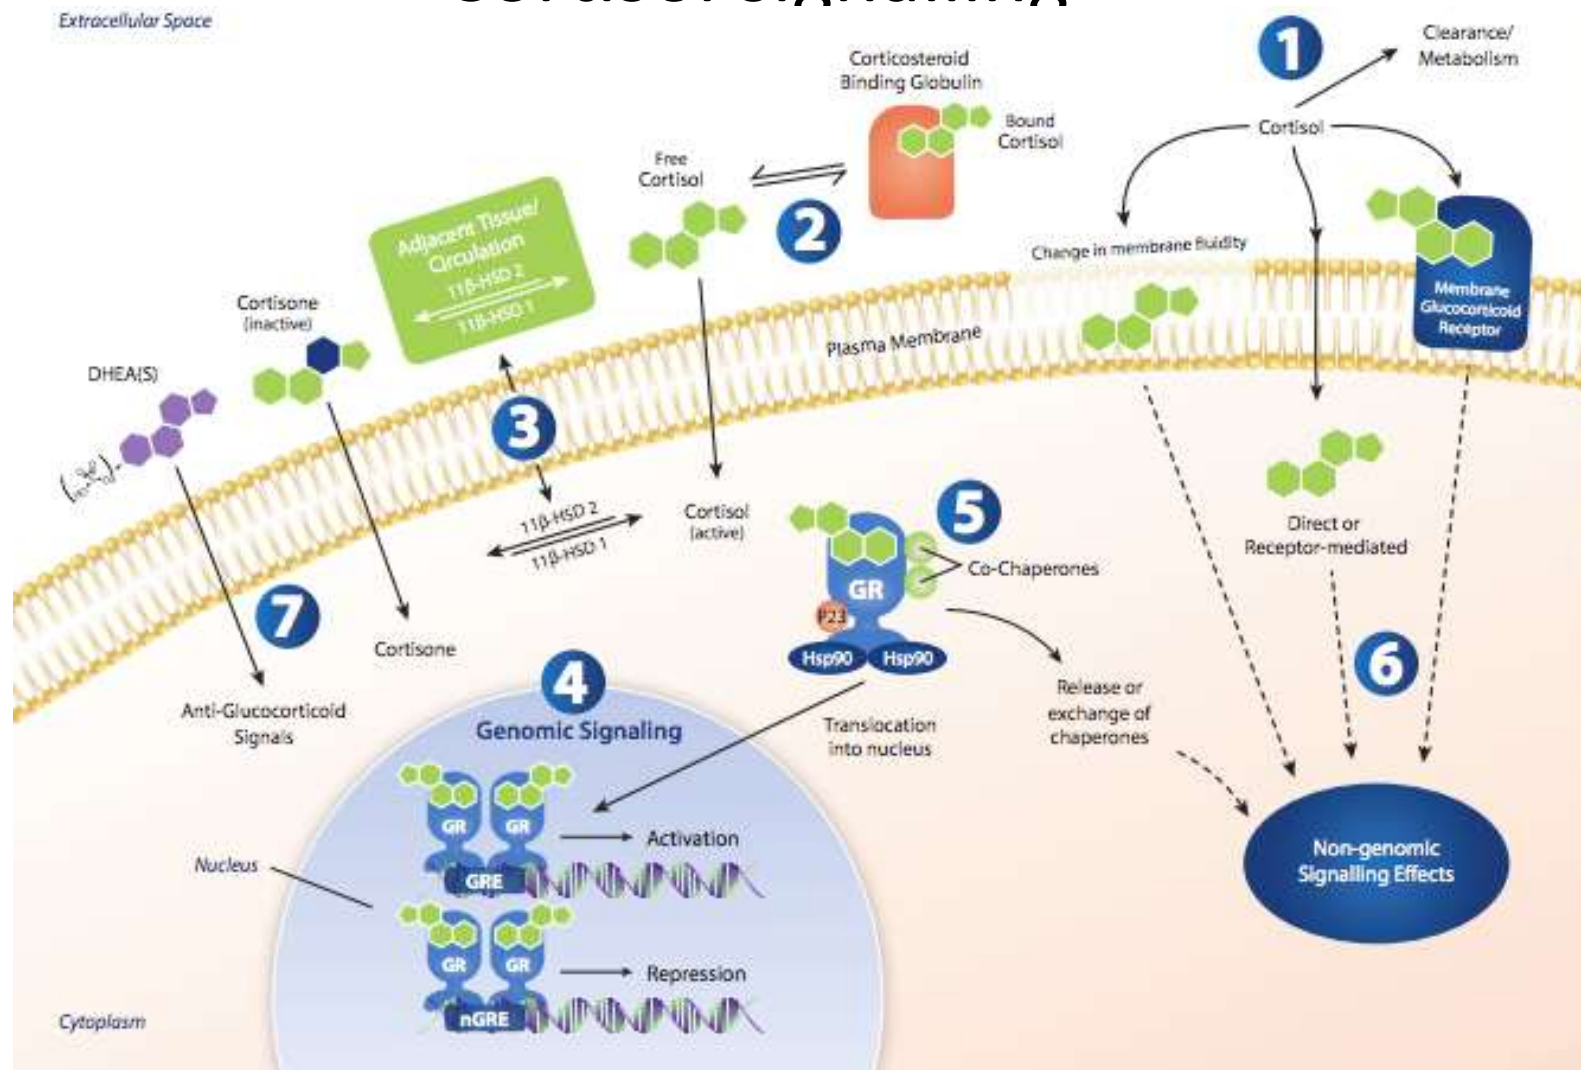 Cortisol Signaling
Extracellular Space
1
Clearance/
Metabolism
Cortisol
Corticosteroid
Binding Globulin
Bound
Cortisol
Free
Cortisol
2
Adjacent Tissue/
Circulation
11β-HSD 2
11β-HSD 1
Change in membrane fluidity
Membrane
Glucocorticoid
Receptor
Plasma Membrane
Cortisone
(inactive)
DHEA(S)
3
11β-HSD 2
11β-HSD 1
Cortisol
(active)
5
GR
Co-Chaperones
P23
Hsp90
Hsp90
Direct or
Receptor-mediated
6
7
Cortisone
Anti-Glucocorticoid
Signals
4
Genomic Signaling
Translocation
into nucleus
Release or
exchange of
chaperones
GR
GR
Activation
GRE
Nucleus
GR
GR
Repression
nGRE
Non-genomic
Signalling Effects
Cytoplasm